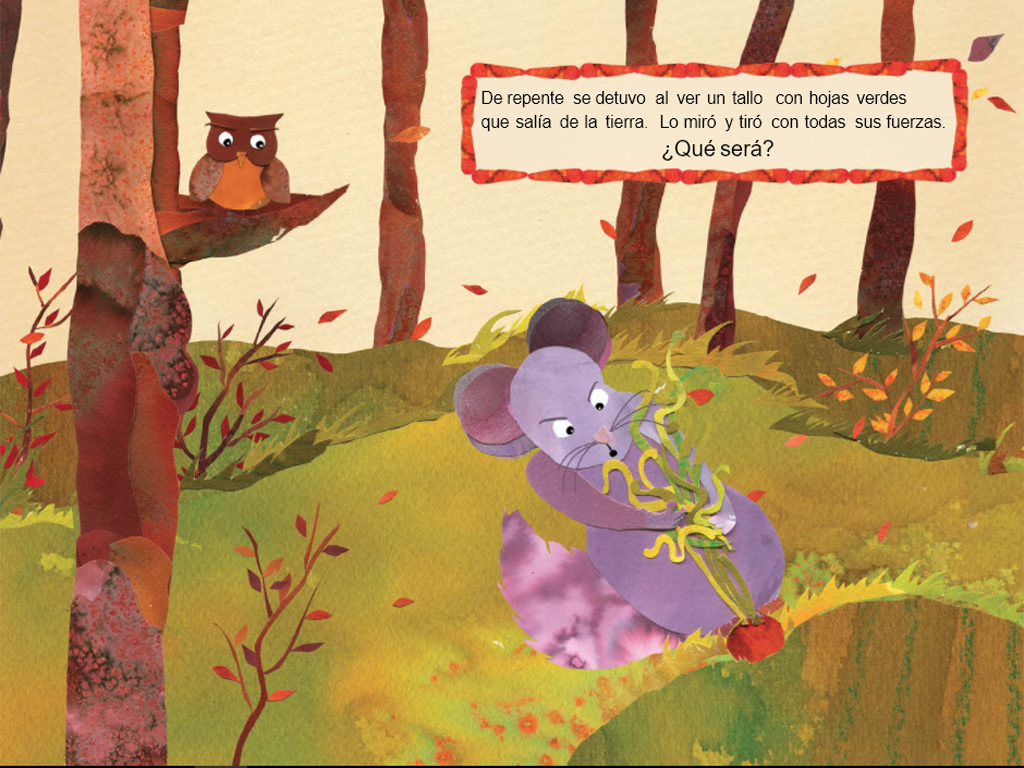 De repente se detuvo al ver un tallo con hojas verdes
que salía de la tierra. Lo miró y tiró con todas sus fuerzas.
¿Qué será?